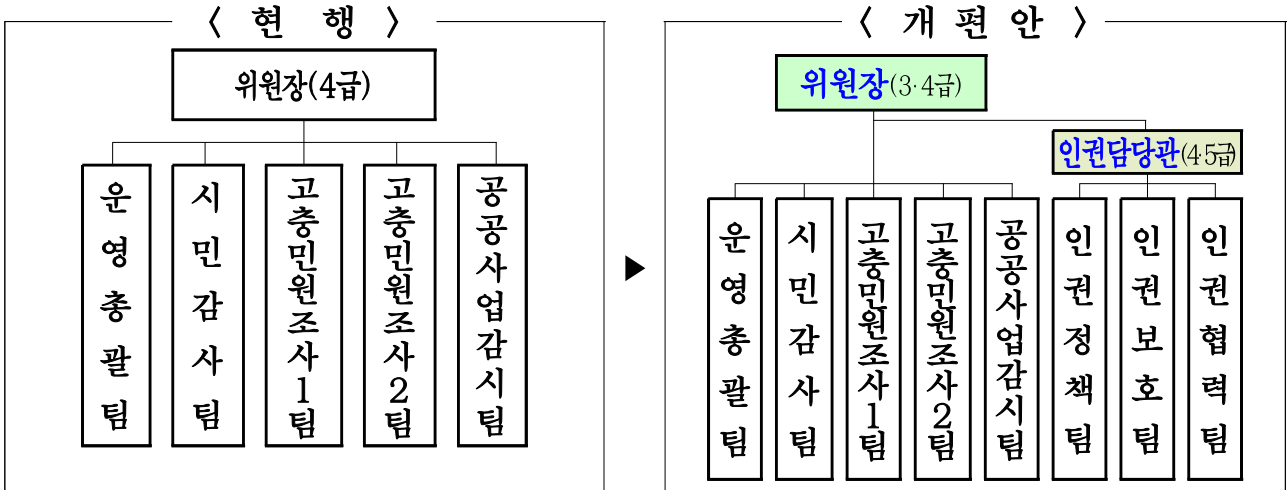 〈 현 행 〉
위원장(4급)
운영총괄팀
시민감사팀
고충민원조사1팀
고충민원조사2팀
공공사업감시팀
▶
〈 개 편 안 〉
위원장(3·4급)
인권담당관(4·5급)
운영총괄팀
시민감사팀
고충민원조사1팀
고충민원조사2팀
공공사업감시팀
인권정책팀
인권보호팀
인권협력팀